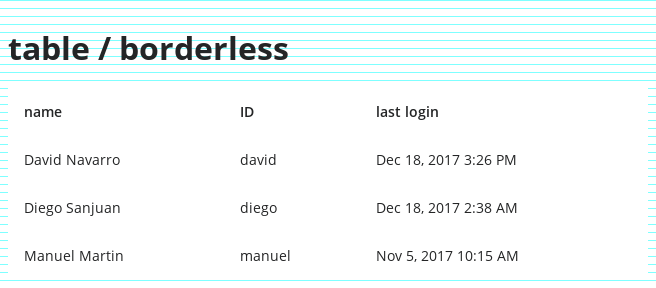 table / borderless
name ID last login
David Navarro david Dec 18, 2017 3:26 PM
Diego Sanjuan diego Dec 18, 2017 2:38 AM
Manuel Martin manuel Nov 5, 2017 10:15 AM